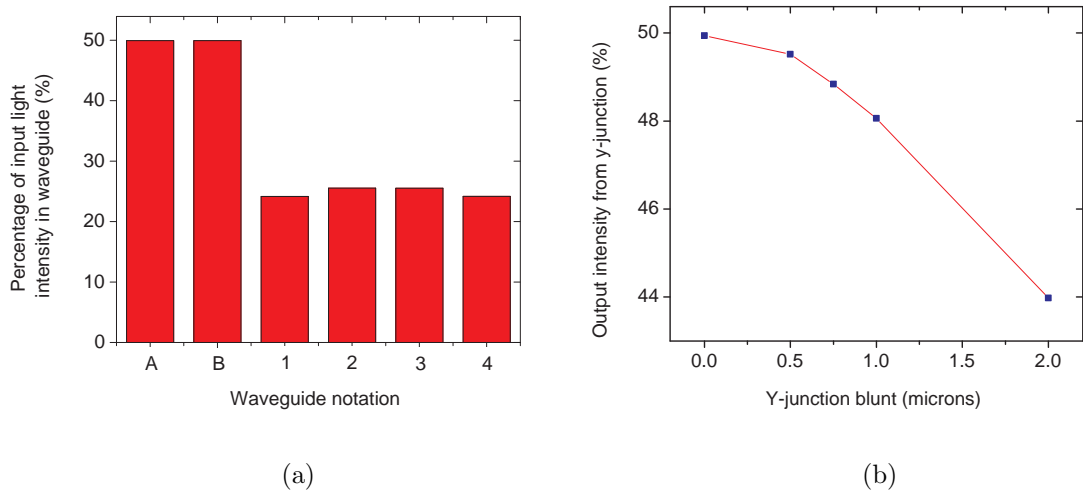 Percentage of input light
intensity in waveguide (%)
50
40
30
20
10
0
A B 1 2 3 4
Waveguide notation
(a)
Output intensity from y-junction (%)
50
48
46
44
0.0 0.5 1.0 1.5 2.0
Y-junction blunt (microns)
(b)